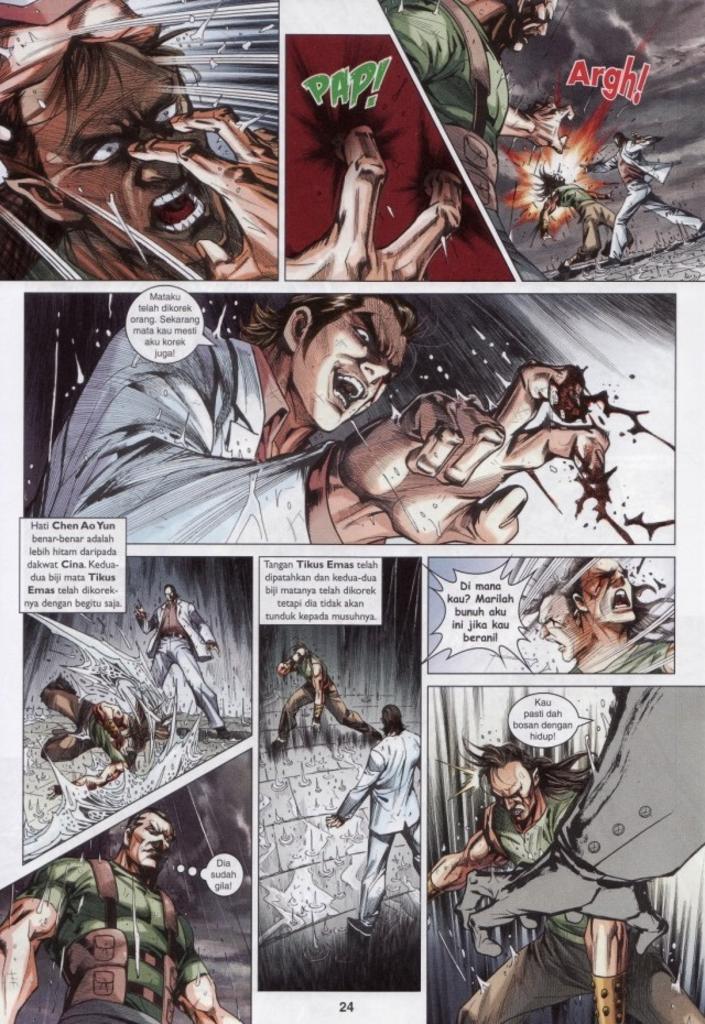 PAP!
Argh!
Mataku
telah dikorek
orang. Sekarang
mata kau mesti
aku korek
juga!
Hati Chen Ao Yun
benar-benar adalah
lebih hitam daripada
dakwat Cina. Kedua-
dua biji mata Tikus
Emas telah dikorek-
nya dengan begitu saja.
Tangan Tikus Emas telah
dipatahkan dan kedua-dua
biji matanya telah dikorek
tetapi dia tidak akan
tunduk kepada musuhnya.
Di mana
kau? Marilah
bunuh aku
ini jika kau
berani!
Dia
sudah
gila!
Kau
pasti dah
bosan dengan
hidup!
24